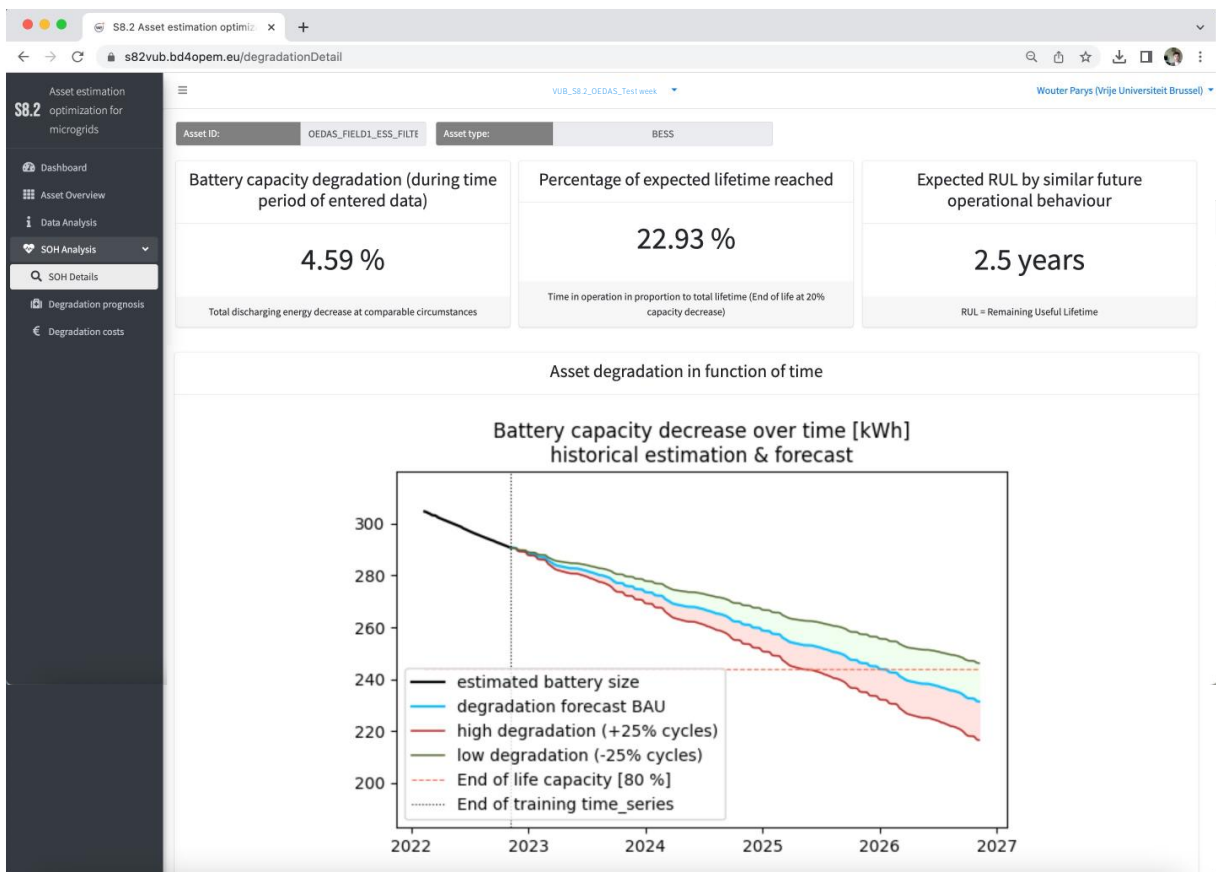 S8.2 Asset estimation optimiz
s82vub.bd4opem.eu/degradationDetail
S8.2
Asset estimation
optimization for
microgrids
VUB_S8.2_OEDAS_Test week
Wouter Parys (Vrije Universiteit Brussel)
Asset ID:
OEDAS_FIELD1_ESS_FILTE
Asset type:
BESS
Dashboard
Asset Overview
Data Analysis
SOH Analysis
SOH Details
Degradation prognosis
Degradation costs
Battery capacity degradation (during time
period of entered data)
4.59 %
Total discharging energy decrease at comparable circumstances
Percentage of expected lifetime reached
22.93 %
Time in operation in proportion to total lifetime (End of life at 20%
capacity decrease)
Expected RUL by similar future
operational behaviour
2.5 years
RUL = Remaining Useful Lifetime
Asset degradation in function of time
Battery capacity decrease over time [kWh]
historical estimation & forecast
300
280
260
240
220
200
estimated battery size
degradation forecast BAU
high degradation (+25% cycles)
low degradation (-25% cycles)
End of life capacity [80 %]
End of training time_series
2022 2023 2024 2025 2026 2027